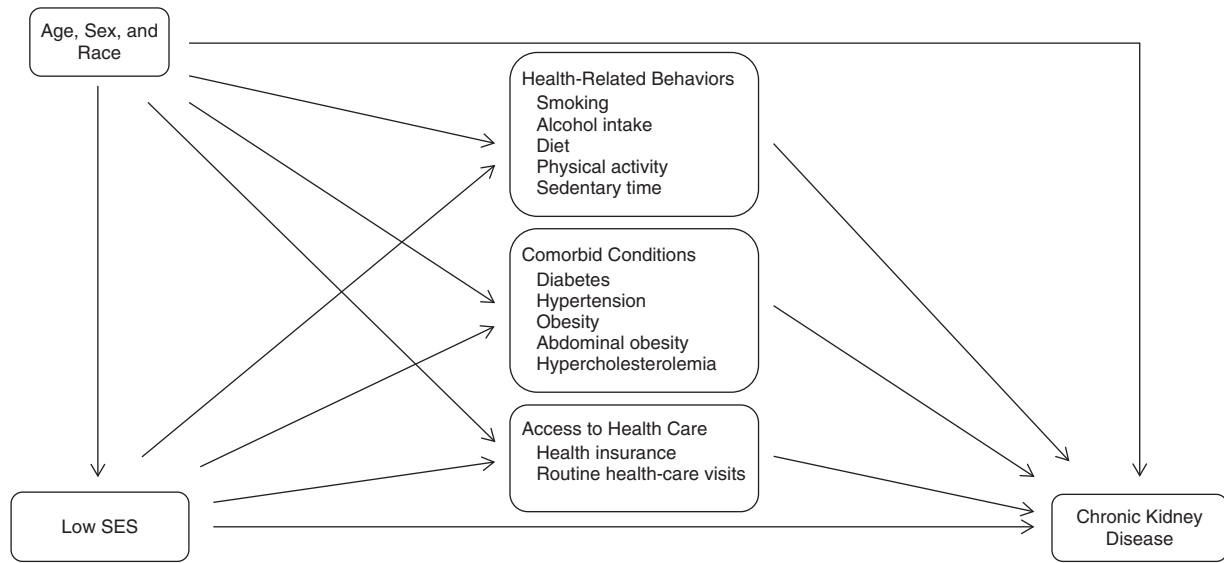 Age, Sex, and
Race
Health-Related Behaviors
Smoking
Alcohol intake
Diet
Physical activity
Sedentary time
Comorbid Conditions
Diabetes
Hypertension
Obesity
Abdominal obesity
Hypercholesterolemia
Access to Health Care
Health insurance
Routine health-care visits
Low SES
Chronic Kidney
Disease